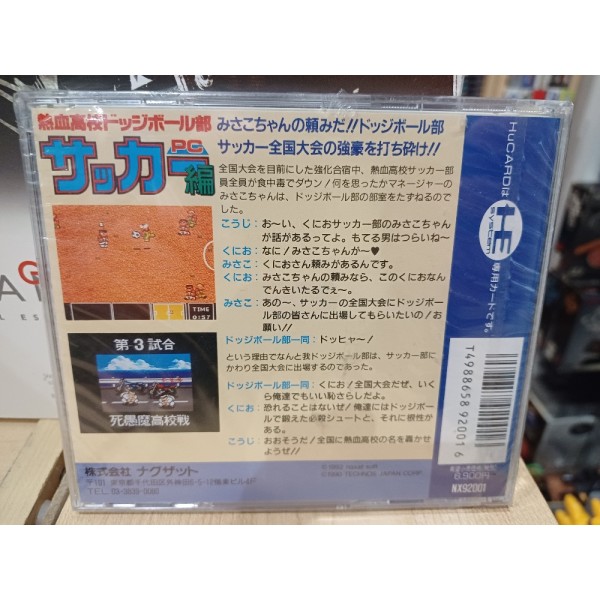 熱血高校ドッジボール部
サッカー
PC
編
みさこちゃんの頼みだ!!ドッジボール部
サッカー全国大会の強豪を打ち砕け!!
全国大会を目前にした強化合宿中、熱血高校サッカー部
員全員が食中毒でダウン!何を思ったかマネージャーの
みさこちゃんは、ドッジボール部の部室をたずねるので
した。
こうじ:お〜い、くにおサッカー部のみさこちゃん
が話があるってよ。もてる男はつらいね〜
くにお:なに!みさこちゃんか〜♥
みさこ:くにおさん頼みがあるんです。
くにお:みさこちゃんの頼みなら、このくにおなん
でんきいたるでぇ〜。
みさこ:あの〜、サッカーの全国大会にドッジボー
ル部の皆さんに出場してもらいたいの!お
願い!!
ドッジボール部一同:ドッヒャ〜!
という理由でなんと我ドッジボール部は、サッカー部に
かわり全国大会に出場するのであった。
ドッジボール部一同:くにお!全国大会だぜ、いく
ら俺達でもいい恥さらしだよ。
くにお:恐れることはないぜ!俺達にはドッジボー
ルで鍛えた必殺シュートと、それに根性が
ある。
こうじ:おおそうだ!全国に熱血高校の名を轟かせ
ようぜ!!
TIME
第3試合
死愚魔高校戦
株式会社 ナグザット
TECHNOS JAPAN CORP.
HuCARDは
HE
SYSTEM
専用カードです。
T4988658920016
6,900円
NX92001